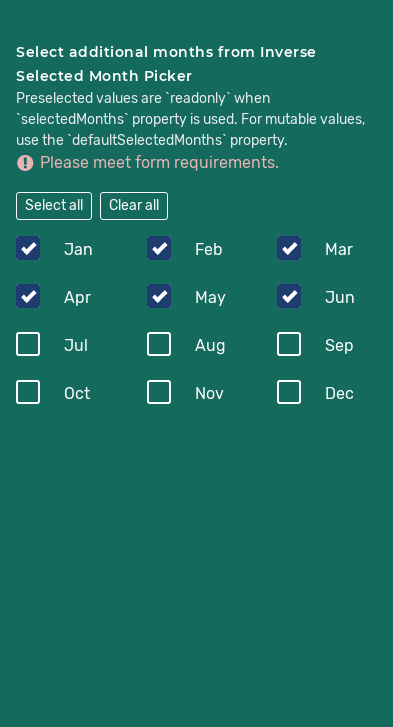 Select additional months from Inverse
Selected Month Picker
Preselected values are `readonly` when
`selectedMonths` property is used. For mutable values,
use the `defaultSelectedMonths` property.
Please meet form requirements.
Select all Clear all
Jan Feb Mar
Apr May Jun
Jul Aug Sep
Oct Nov Dec